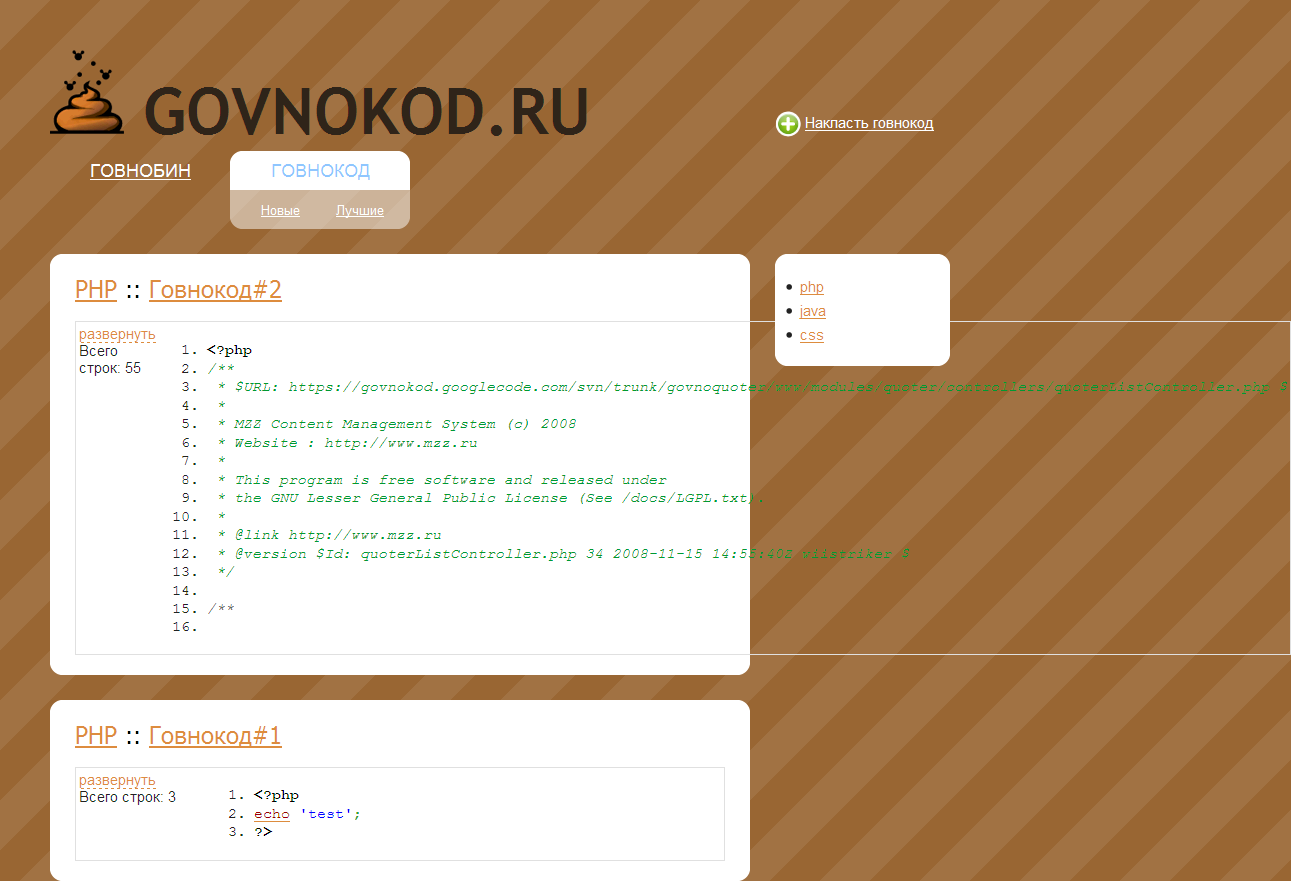 GOVNOKOD.RU
Накласть говнокод
ГОВНОБИН
ГОВНОКОД
Новые Лучшие
PHP :: Говнокод#2
развернуть
Всего
строк: 55
1. <?php
2. /**
3. * $URL: https://govnokod.googlecode.com/svn/trunk/govnoquoter/www/modules/quoter/controllers/quoterListController.php $
4. *
5. * MZZ Content Management System (c) 2008
6. * Website : http://www.mzz.ru
7. *
8. * This program is free software and released under
9. * the GNU Lesser General Public License (See /docs/LGPL.txt).
10. *
11. * @link http://www.mzz.ru
12. * @version $Id: quoterListController.php 34 2008-11-15 14:55:40Z striker $
13. */
14.
15. /**
16.
php
java
css
PHP :: Говнокод#1
развернуть
Всего строк: 3
1. <?php
2. echo 'test';
3. ?>